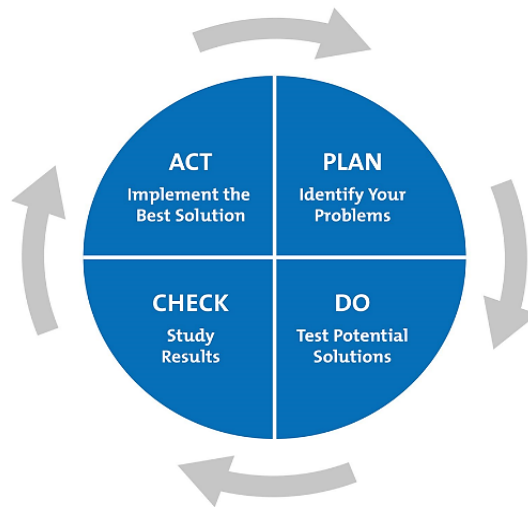 ACT
Implement the
Best Solution
PLAN
Identify Your
Problems
CHECK
Study
Results
DO
Test Potential
Solutions